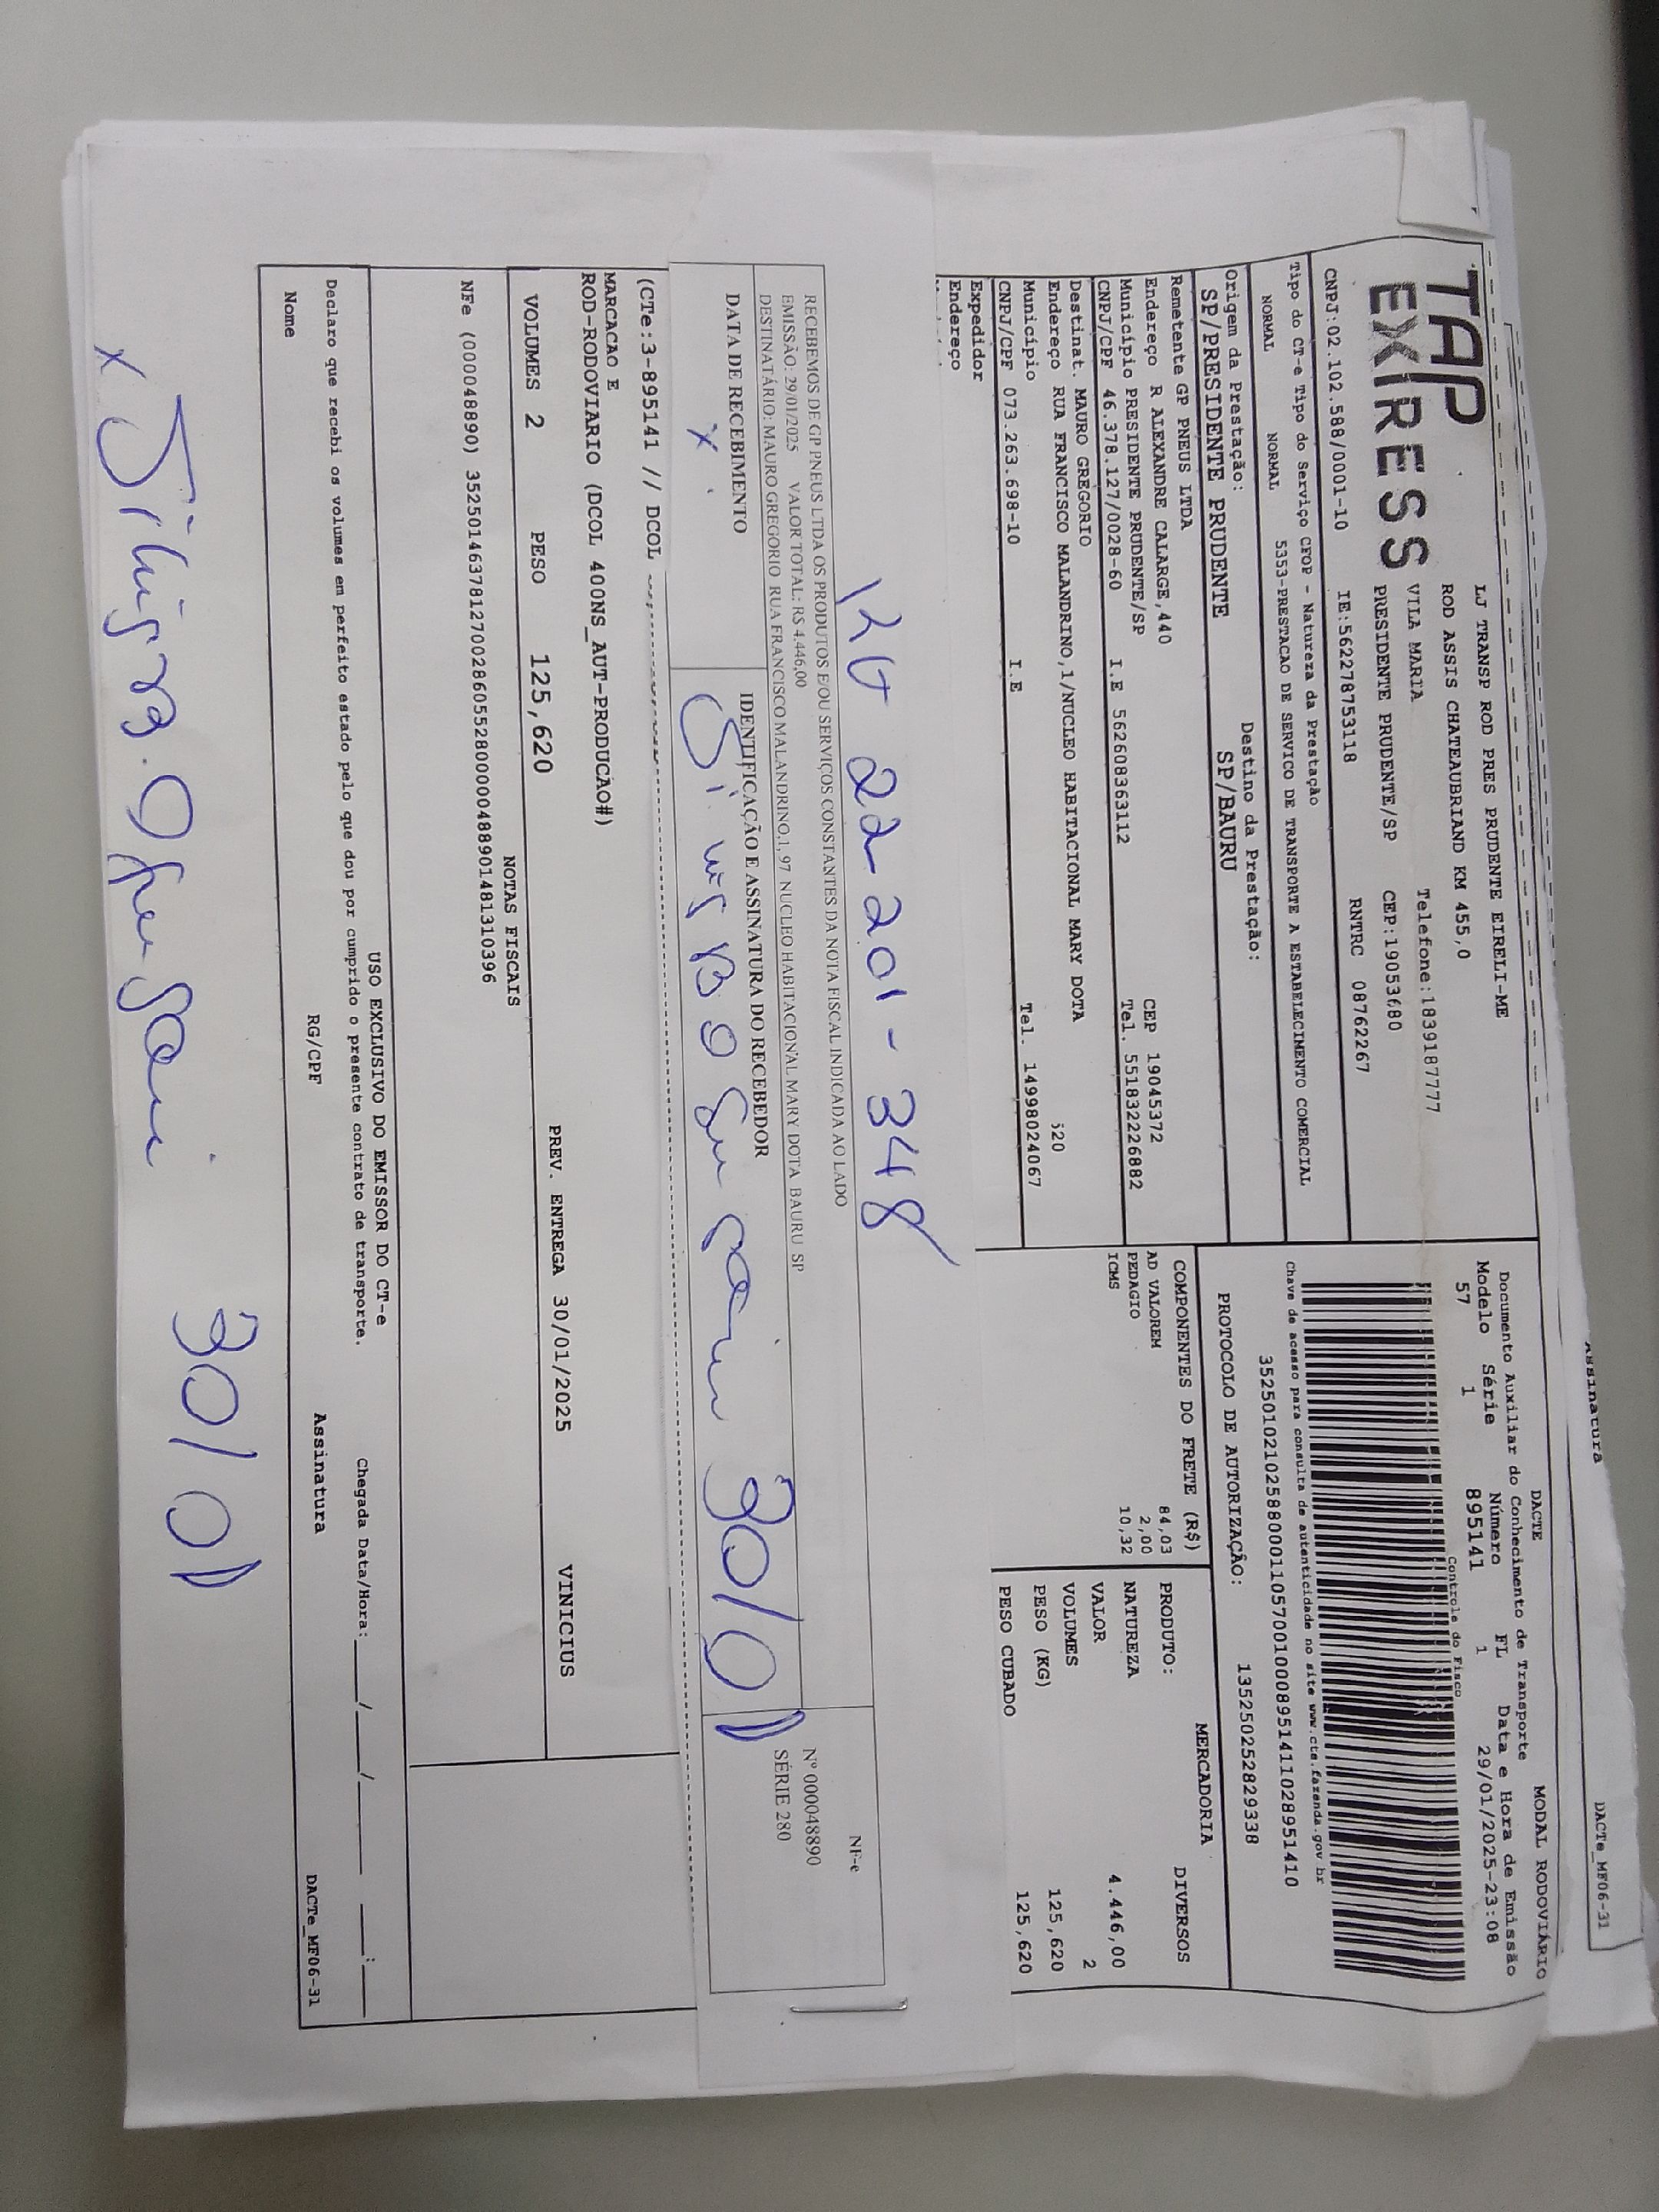 Assinatura
DACTe_MF06-31
TAP
EXPRESS
LJ TRANSP ROD PRES PRUDENTE EIRELI-ME
ROD ASSIS CHATEAUBRIAND KM 455,0
VILA MARIA
Telefone:1839187777
PRESIDENTE PRUDENTE/SP CEP:19053680
CNPJ:02.102.588/0001-10 IE:562278753118 RNTRC 08762267
DACTE
MODAL RODOVIÁRIO
Documento Auxiliar do Conhecimento de Transporte
Modelo Série Número FL Data e Hora de Emissão
57 1 895141 1 29/01/2025-23:08
Controle do Fisco
Tipo do CT-e Tipo do Serviço CFOP - Natureza da Prestação
NORMAL NORMAL 5353-PRESTACAO DE SERVICO DE TRANSPORTE A ESTABELECIMENTO COMERCIAL
Chave de acesso para consulta de autenticidade no site www.cte.fazenda.gov.br
35250102102588000110570010008951411028951410
Origem da Prestação: Destino da Prestação:
SP/PRESIDENTE PRUDENTE SP/BAURU
PROTOCOLO DE AUTORIZAÇÃO: 135250252829338
Remetente GP PNEUS LTDA
Endereço R ALEXANDRE CALARGE,440 CEP 19045372
Município PRESIDENTE PRUDENTE/SP Tel. 551832226882
CNPJ/CPF 46.378.127/0028-60 I.E 562608363112
Destinat. MAURO GREGORIO
Endereço RUA FRANCISCO MALANDRINO,1/NUCLEO HABITACIONAL MARY DOTA
Município 520 Tel. 14998024067
CNPJ/CPF 073.263.698-10 I.E
Expedidor
Endereço
COMPONENTES DO FRETE (R$)
AD VALOREM 84,03
PEDAGIO 2,00
ICMS 10,32
MERCADORIA
PRODUTO: DIVERSOS
NATUREZA
VALOR 4.446,00
VOLUMES 2
PESO (KG) 125,620
PESO CUBADO 125,620
22-201-348
RECEBEMOS DE GP PNEUS LTDA OS PRODUTOS E/OU SERVIÇOS CONSTANTES DA NOTA FISCAL INDICADA AO LADO
EMISSÃO: 29/01/2025 VALOR TOTAL: R$ 4.446,00
DESTINATÁRIO: MAURO GREGORIO RUA FRANCISCO MALANDRINO,1, 97 NUCLEO HABITACIONAL MARY DOTA BAURU SP
NF-e
Nº 000048890
SÉRIE 280
DATA DE RECEBIMENTO
IDENTIFICAÇÃO E ASSINATURA DO RECEBEDOR
x
30/01
(CTe:3-895141 // DCOL
MARCACAO E
ROD-RODOVIARIO (DCOL 400NS_AUT-PRODUCÃO#)
VOLUMES 2 PESO 125,620 PREV. ENTREGA 30/01/2025 VINICIUS
NOTAS FISCAIS
NFe (000048890) 35250146378127002860552800000488901481310396
USO EXCLUSIVO DO EMISSOR DO CT-e
Declaro que recebi os volumes em perfeito estado pelo que dou por cumprido o presente contrato de transporte.
Chegada Data/Hora:____/____/______ ___:___
Nome RG/CPF Assinatura DACTe_MF06-31
x
30/01